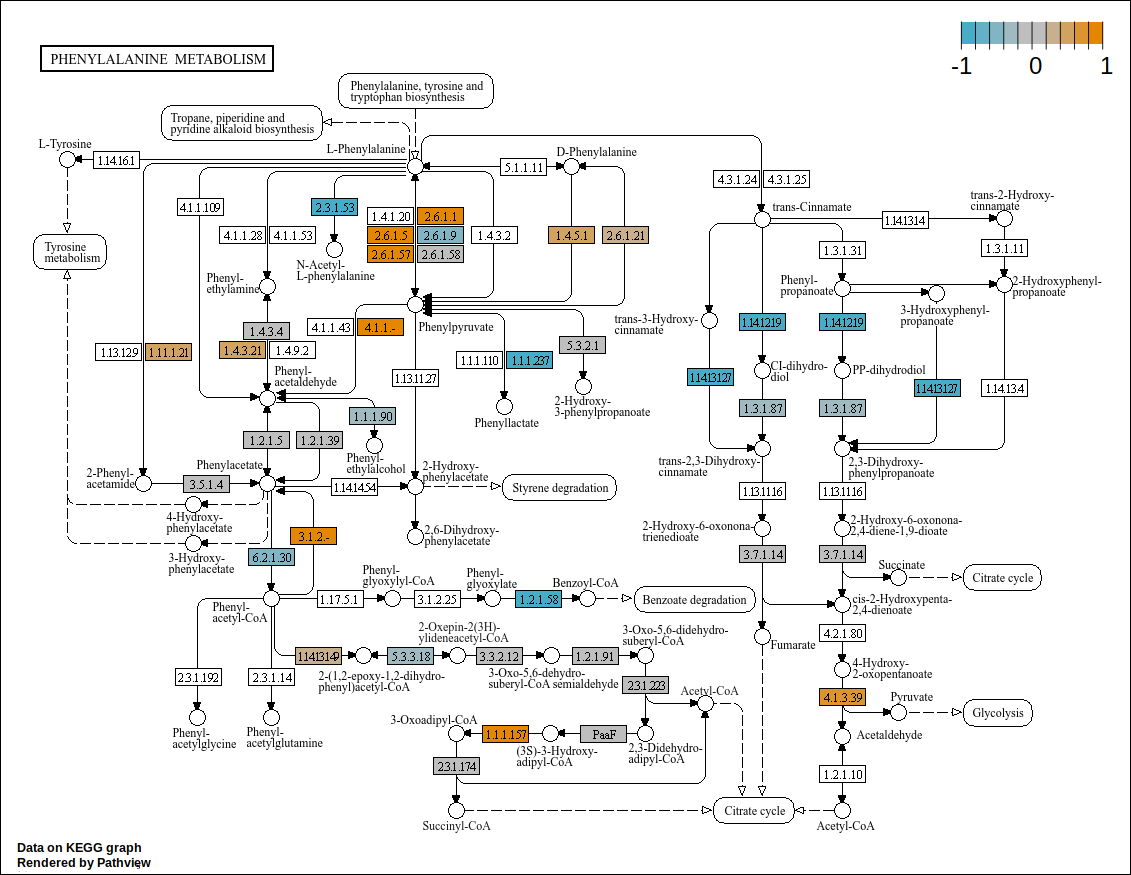 -1 0 1
PHENYLALANINE METABOLISM
Phenylalanine, tyrosine and
tryptophan biosynthesis
Tropane, piperidine and
pyridine alkaloid biosynthesis
L-Tyrosine
1.14.16.1
L-Phenylalanine
5.1.1.11
D-Phenylalanine
4.3.1.24
4.3.1.25
trans-Cinnamate
1.14.13.14
trans-2-Hydroxy-
cinnamate
4.1.1.109
4.1.1.28
4.1.1.53
2.3.1.53
1.4.1.20
2.6.1.1
2.6.1.5
2.6.1.9
2.6.1.57
2.6.1.58
1.4.3.2
1.4.5.1
2.6.1.21
1.3.1.31
1.3.1.11
Tyrosine
metabolism
N-Acetyl-
L-phenylalanine
Phenyl-
ethylamine
Phenyl-
propanoate
2-Hydroxyphenyl-
propanoate
3-Hydroxyphenyl-
propanoate
Phenylpyruvate
trans-3-Hydroxy-
cinnamate
1.14.12.19
1.14.12.19
1.4.3.4
4.1.1.43
4.1.1.-
1.13.12.9
1.11.1.21
1.4.3.21
1.4.9.2
1.1.1.110
1.1.1.237
5.3.2.1
Phenyl-
acetaldehyde
1.13.11.27
CI-dihydro-
diol
PP-dihydrodiol
1.14.13.127
1.14.13.127
1.14.13.4
2-Hydroxy-
3-phenylpropanoate
Phenyllactate
1.1.1.90
1.3.1.87
1.3.1.87
1.2.1.5
1.2.1.39
Phenyl-
ethylalcohol
2-Phenyl-
acetamide
3.5.1.4
Phenylacetate
1.14.14.54
2-Hydroxy-
phenylacetate
Styrene degradation
trans-2,3-Dihydroxy-
cinnamate
2,3-Dihydroxy-
phenylpropanoate
1.13.11.16
1.13.11.16
4-Hydroxy-
phenylacetate
3-Hydroxy-
phenylacetate
3.1.2.-
6.2.1.30
2,6-Dihydroxy-
phenylacetate
2-Hydroxy-6-oxonona-
trienedioate
2-Hydroxy-6-oxonona-
2,4-diene-1,9-dioate
3.7.1.14
3.7.1.14
Succinate
Citrate cycle
Phenyl-
acetyl-CoA
1.17.5.1
Phenyl-
glyoxylyl-CoA
3.1.2.25
Phenyl-
glyoxylate
1.2.1.58
Benzoyl-CoA
Benzoate degradation
cis-2-Hydroxypenta-
2,4-dienoate
4.2.1.80
Fumarate
2-Oxepin-2(3H)-
ylideneacetyl-CoA
3-Oxo-5,6-didehydro-
suberyl-CoA
1.14.13.149
5.3.3.18
3.3.2.12
1.2.1.91
2-(1,2-epoxy-1,2-dihydro-
phenyl)acetyl-CoA
3-Oxo-5,6-dehydro-
suberyl-CoA semialdehyde
2.3.1.192
2.3.1.14
2.3.1.223
4-Hydroxy-
2-oxopentanoate
4.1.3.39
Pyruvate
Glycolysis
Acetyl-CoA
Phenyl-
acetylglycine
Phenyl-
acetylglutamine
3-Oxoadipyl-CoA
1.1.1.157
(3S)-3-Hydroxy-
adipyl-CoA
PaaF
2,3-Didehydro-
adipyl-CoA
Acetaldehyde
2.3.1.174
1.2.1.10
Succinyl-CoA
Citrate cycle
Acetyl-CoA
Data on KEGG graph
Rendered by Pathview